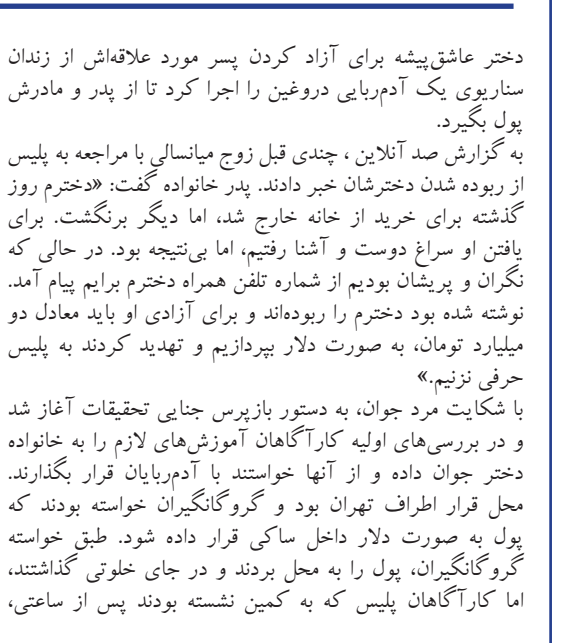 دختر عاشق‌پیشه برای آزاد کردن پسر مورد علاقه‌اش از زندان
سناریوی یک آدم‌ربایی دروغین را اجرا کرد تا از پدر و مادرش
پول بگیرد.
به گزارش صد آنلاین ، چندی قبل زوج میانسالی با مراجعه به پلیس
از ربوده شدن دخترشان خبر دادند. پدر خانواده گفت: «دخترم روز
گذشته برای خرید از خانه خارج شد، اما دیگر برنگشت. برای
یافتن او سراغ دوست و آشنا رفتیم، اما بی‌نتیجه بود. در حالی که
نگران و پریشان بودیم از شماره تلفن همراه دخترم برایم پیام آمد.
نوشته شده بود دخترم را ربوده‌اند و برای آزادی او باید معادل دو
میلیارد تومان، به صورت دلار بپردازیم و تهدید کردند به پلیس
حرفی نزنیم.»
با شکایت مرد جوان، به دستور بازپرس جنایی تحقیقات آغاز شد
و در بررسی‌های اولیه کارآگاهان آموزش‌های لازم را به خانواده
دختر جوان داده و از آنها خواستند با آدم‌ربایان قرار بگذارند.
محل قرار اطراف تهران بود و گروگانگیران خواسته بودند که
پول به صورت دلار داخل ساکی قرار داده شود. طبق خواسته
گروگانگیران، پول را به محل بردند و در جای خلوتی گذاشتند،
اما کارآگاهان پلیس که به کمین نشسته بودند پس از ساعتی،